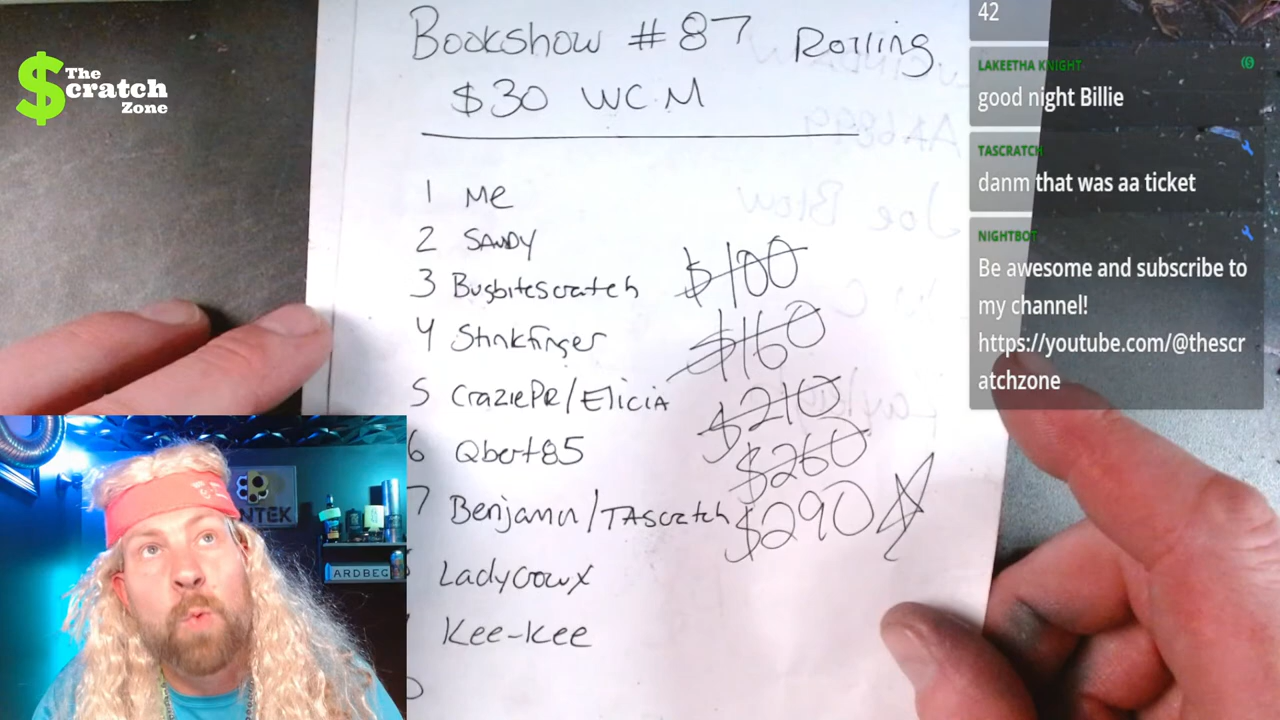 $ The Scratch Zone
Bookshow #87 Rolling
$30 WCM
1 Me
2 SANDY
3 Bugbitescratch $100
4 Stinkfinger $160
5 CraziePR/Elicia $210
6 Qbert85 $260
7 Benjamin/TAscratch $290
LadyCrowx
Kee-Kee
42
LAKEETHA KNIGHT
good night Billie
TASCRATCH
danm that was aa ticket
NIGHTBOT
Be awesome and subscribe to
my channel!
https://youtube.com/@thescr
atchzone
NTEK
ARDBEG